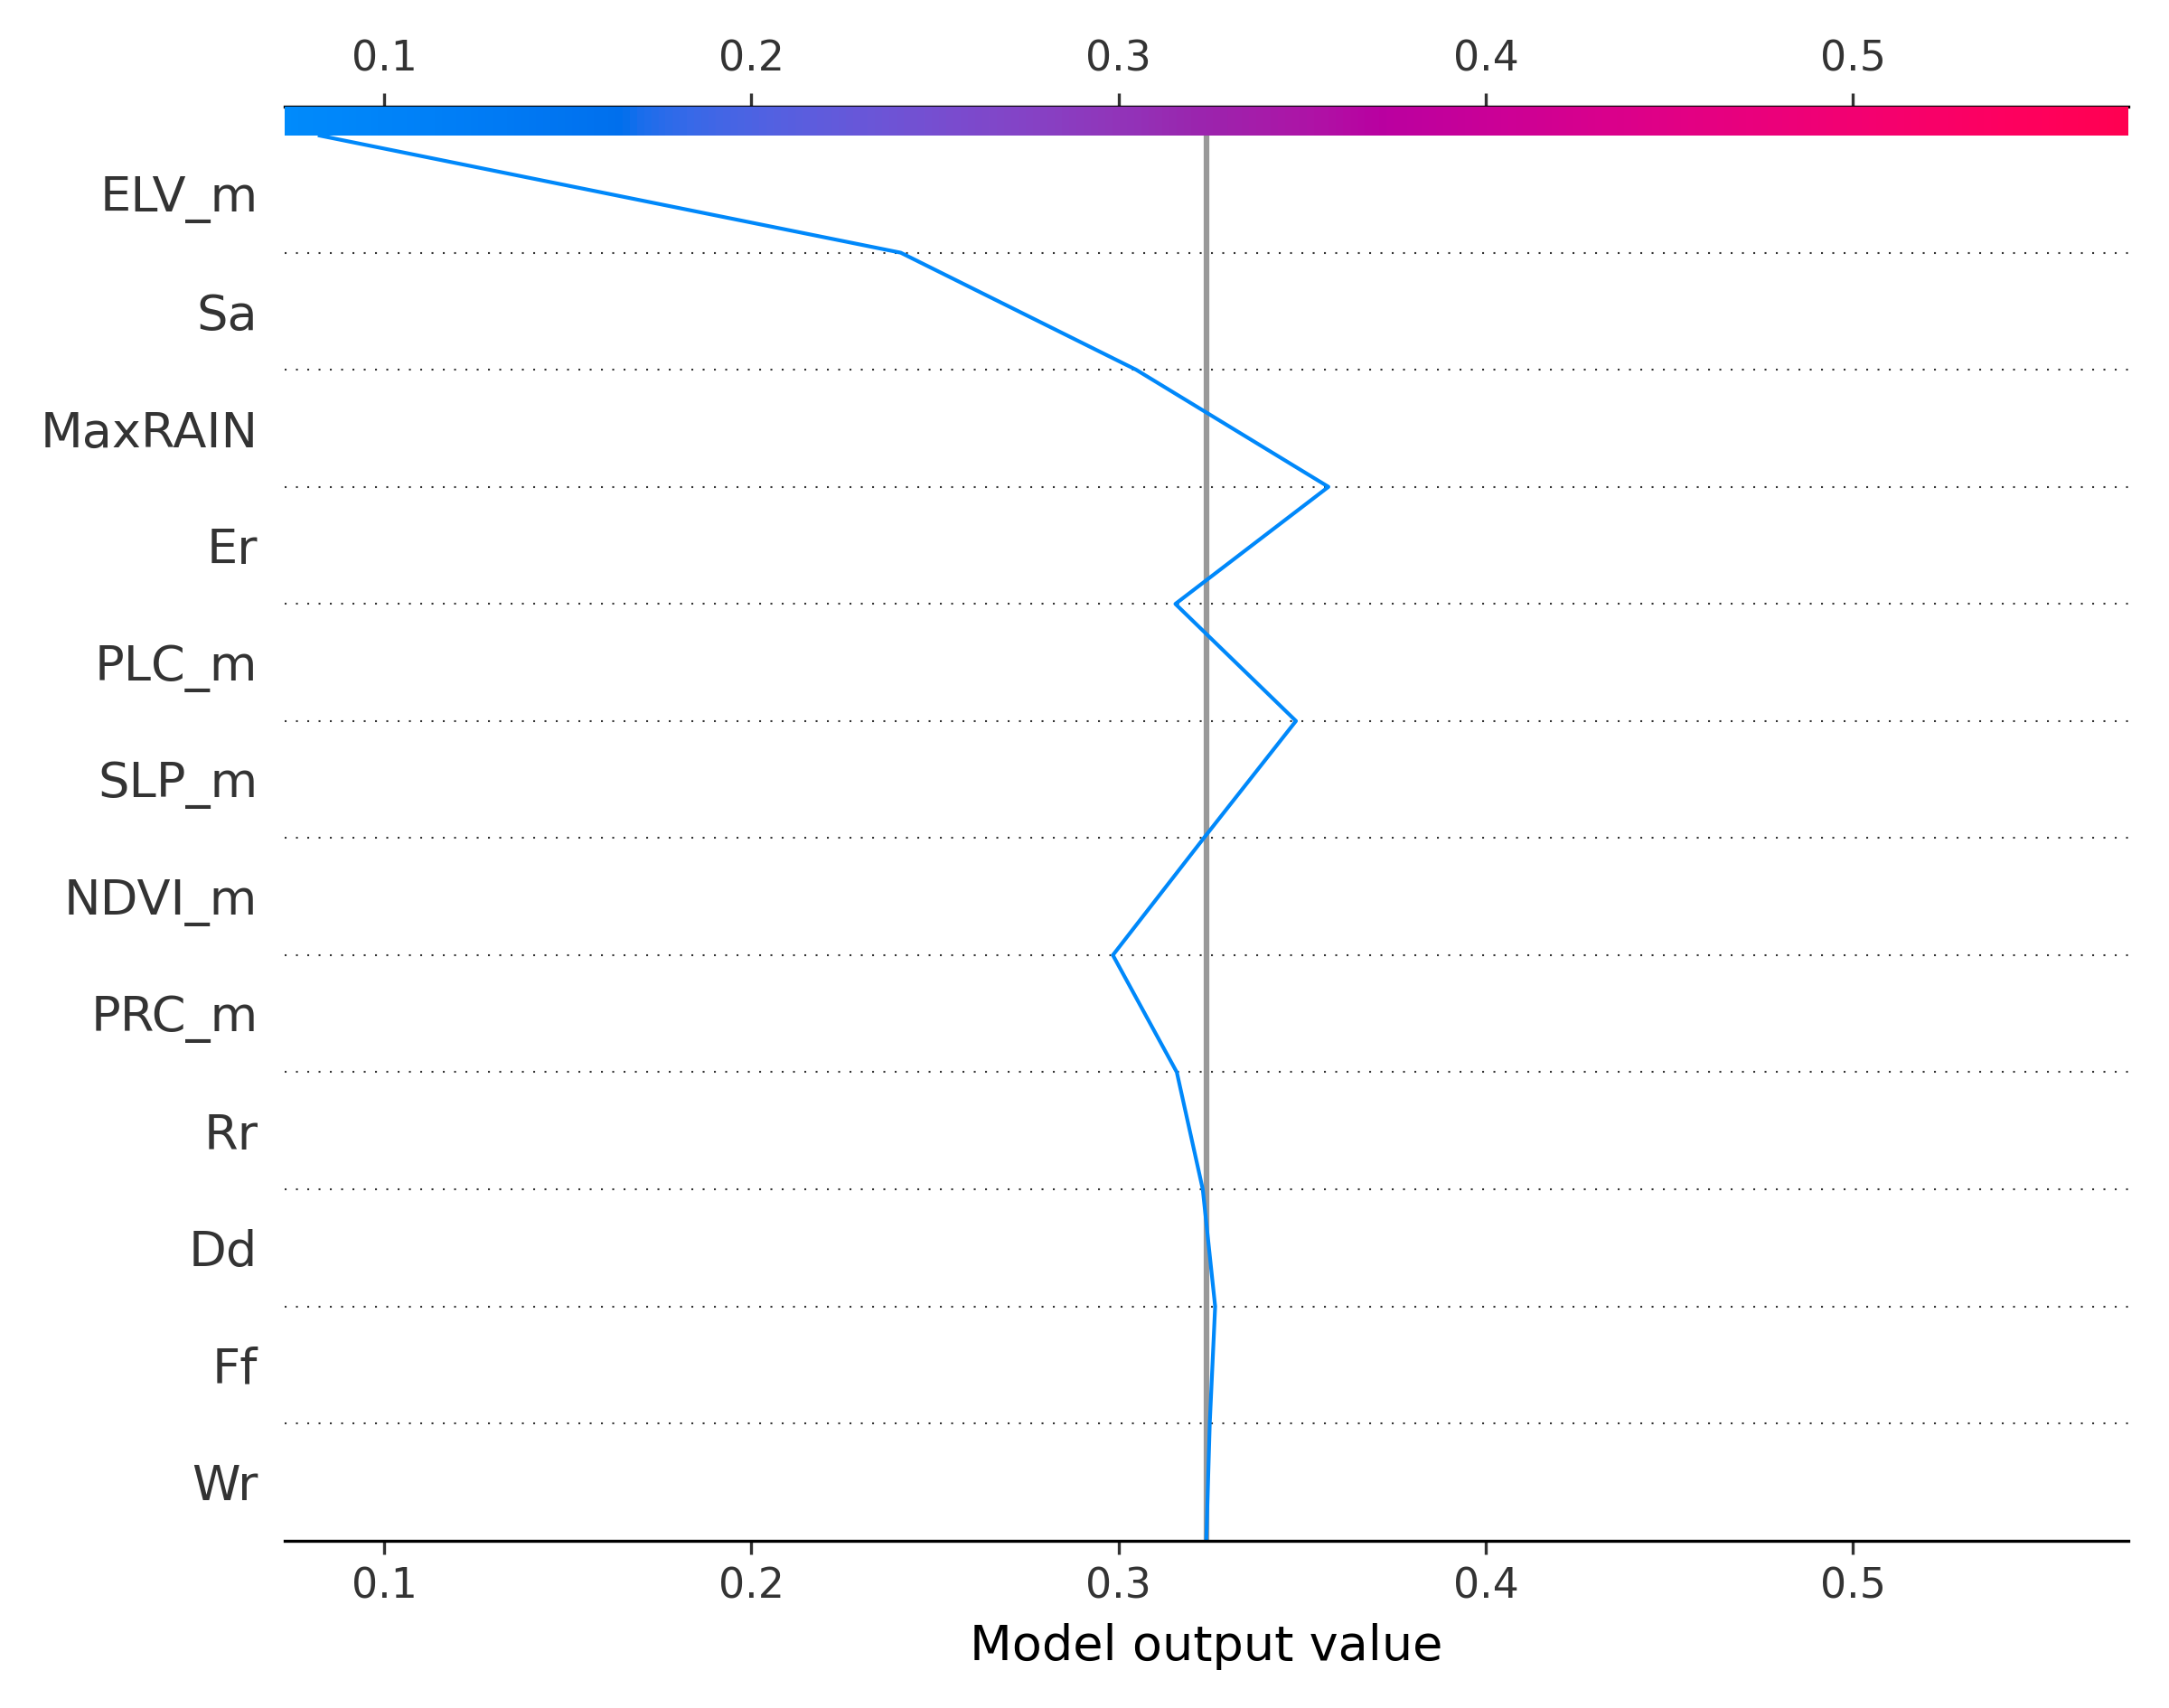 0.1 0.2 0.3 0.4 0.5
ELV_m
Sa
MaxRAIN
Er
PLC_m
SLP_m
NDVI_m
PRC_m
Rr
Dd
Ff
Wr
0.1 0.2 0.3 0.4 0.5
Model output value